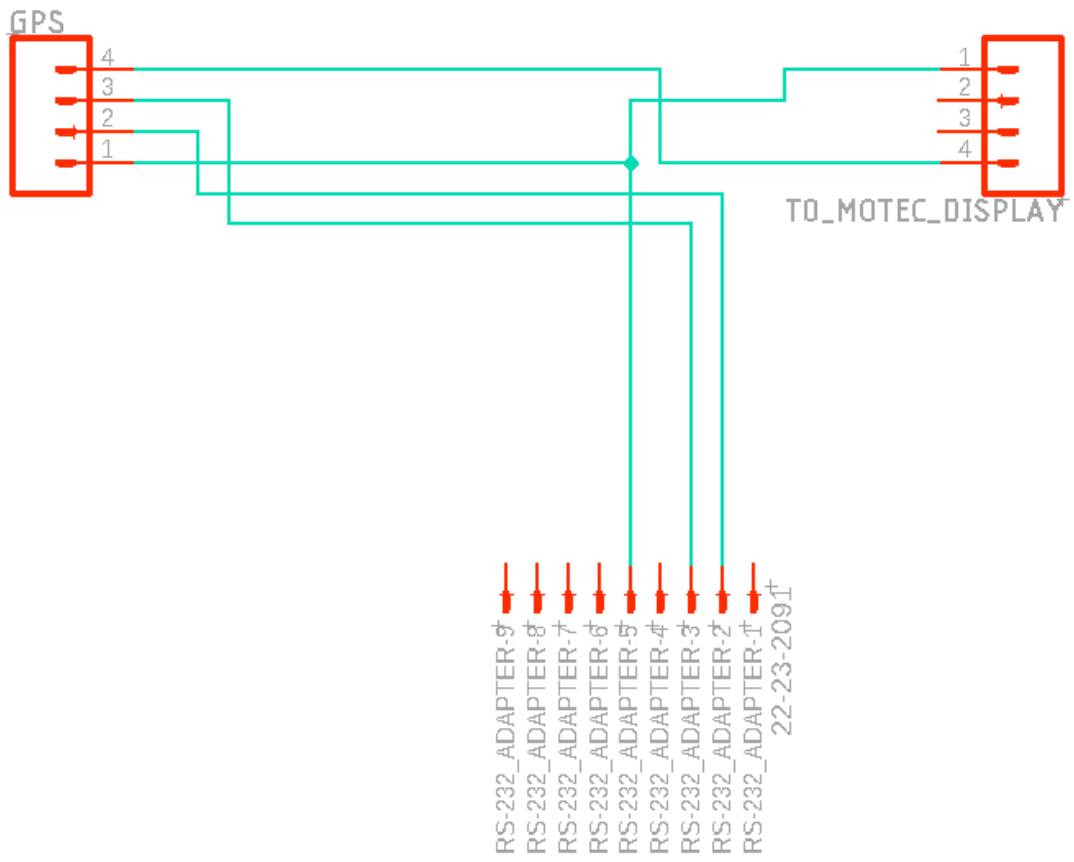 GPS
4
3
2
1
1
2
3
4
TO_MOTEC_DISPLAY
RS-232_ADAPTER-9
RS-232_ADAPTER-8
RS-232_ADAPTER-7
RS-232_ADAPTER-6
RS-232_ADAPTER-5
RS-232_ADAPTER-4
RS-232_ADAPTER-3
RS-232_ADAPTER-2
RS-232_ADAPTER-1
22-23-2091